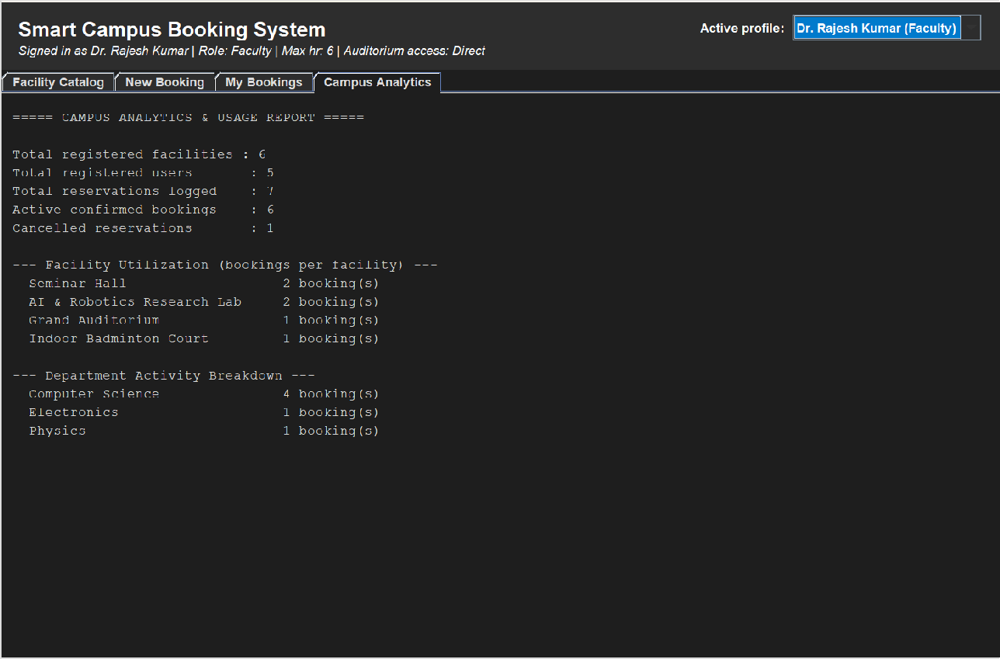 Smart Campus Booking System
Active profile: Dr. Rajesh Kumar (Faculty)
Signed in as Dr. Rajesh Kumar | Role: Faculty | Max hr: 6 | Auditorium access: Direct
Facility Catalog New Booking My Bookings Campus Analytics
===== CAMPUS ANALYTICS & USAGE REPORT =====
Total registered facilities : 6
Total registered users : 5
Total reservations logged : 7
Active confirmed bookings : 6
Cancelled reservations : 1
--- Facility Utilization (bookings per facility) ---
Seminar Hall 2 booking(s)
AI & Robotics Research Lab 2 booking(s)
Grand Auditorium 1 booking(s)
Indoor Badminton Court 1 booking(s)
--- Department Activity Breakdown ---
Computer Science 4 booking(s)
Electronics 1 booking(s)
Physics 1 booking(s)